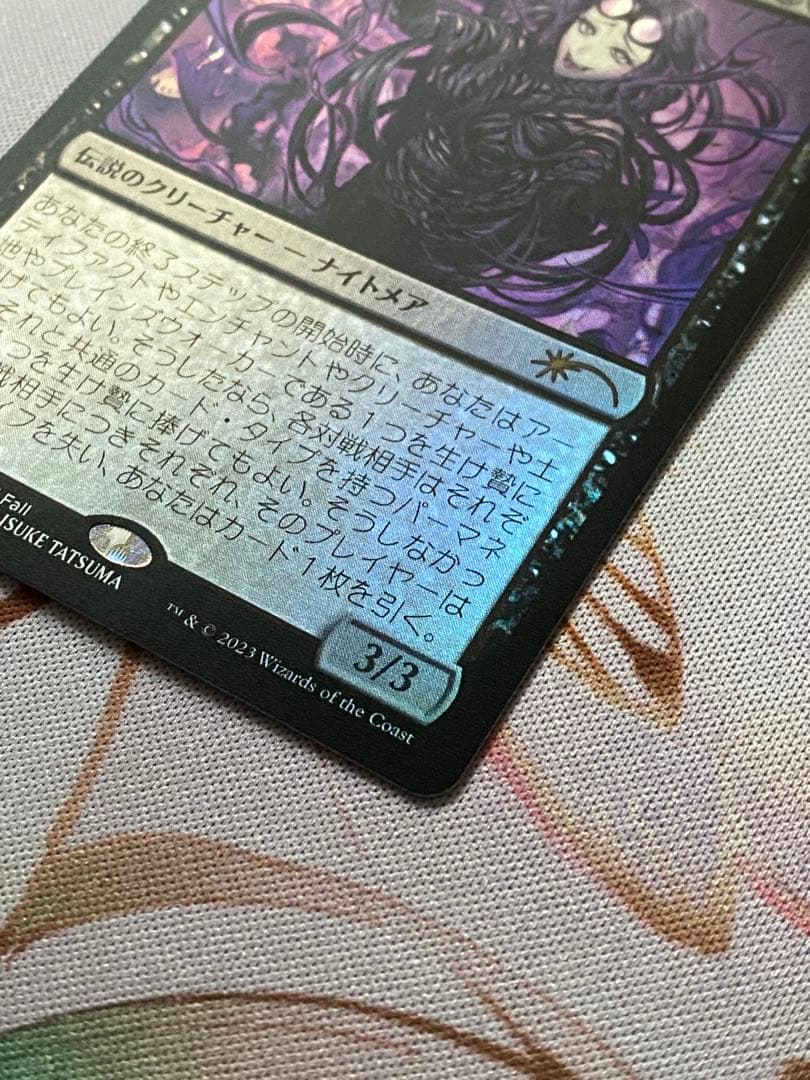 伝説のクリーチャー — ナイトメア
あなたの終了ステップの開始時に、あなたはアー
ティファクトやエンチャントやクリーチャーや土
地やプレインズウォーカーである1つを生け贄に
げてもよい。そうしたなら、各対戦相手はそれぞ
それと共通のカード・タイプを持つパーマネ
1つを生け贄に捧げてもよい。そうしなかっ
戦相手につきそれぞれ、そのプレイヤーは
を失い、あなたはカード1枚を引く。
Fall
ISUKE TATSUMA
™ & © 2023 Wizards of the Coast
3/3